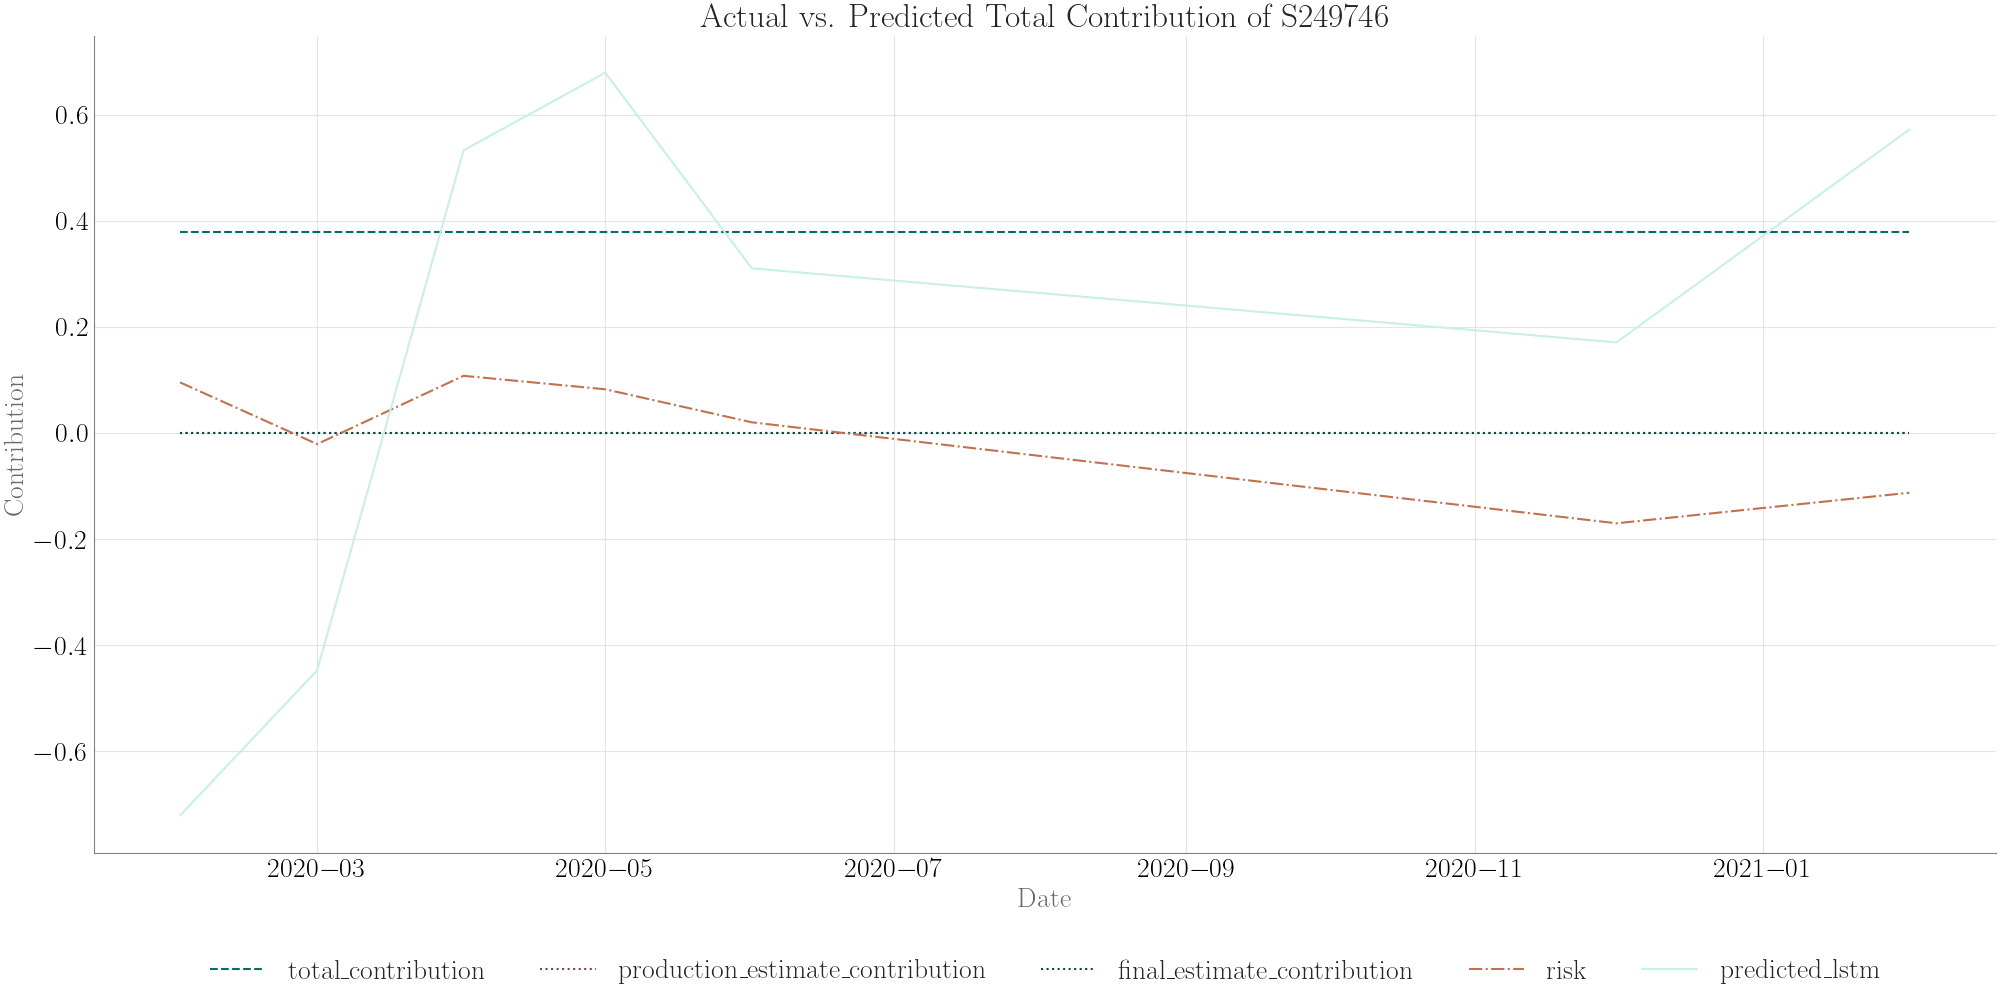 Actual vs. Predicted Total Contribution of S249746
Contribution
0.6
0.4
0.2
0.0
−0.2
−0.4
−0.6
2020−03 2020−05 2020−07 2020−09 2020−11 2021−01
Date
total_contribution production_estimate_contribution final_estimate_contribution risk predicted_lstm